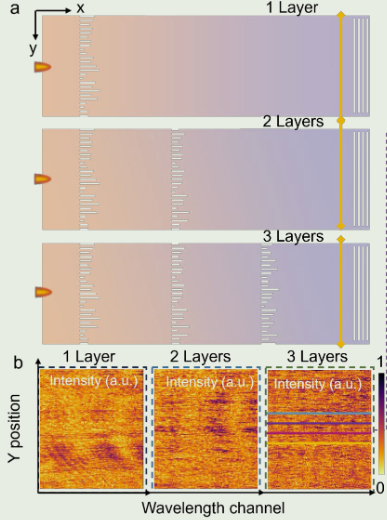 a
x
1 Layer
y
2 Layers
3 Layers
b
1 Layer
2 Layers
3 Layers
1
Intensity (a.u.)
Intensity (a.u.)
Intensity (a.u.)
Y position
0
Wavelength channel